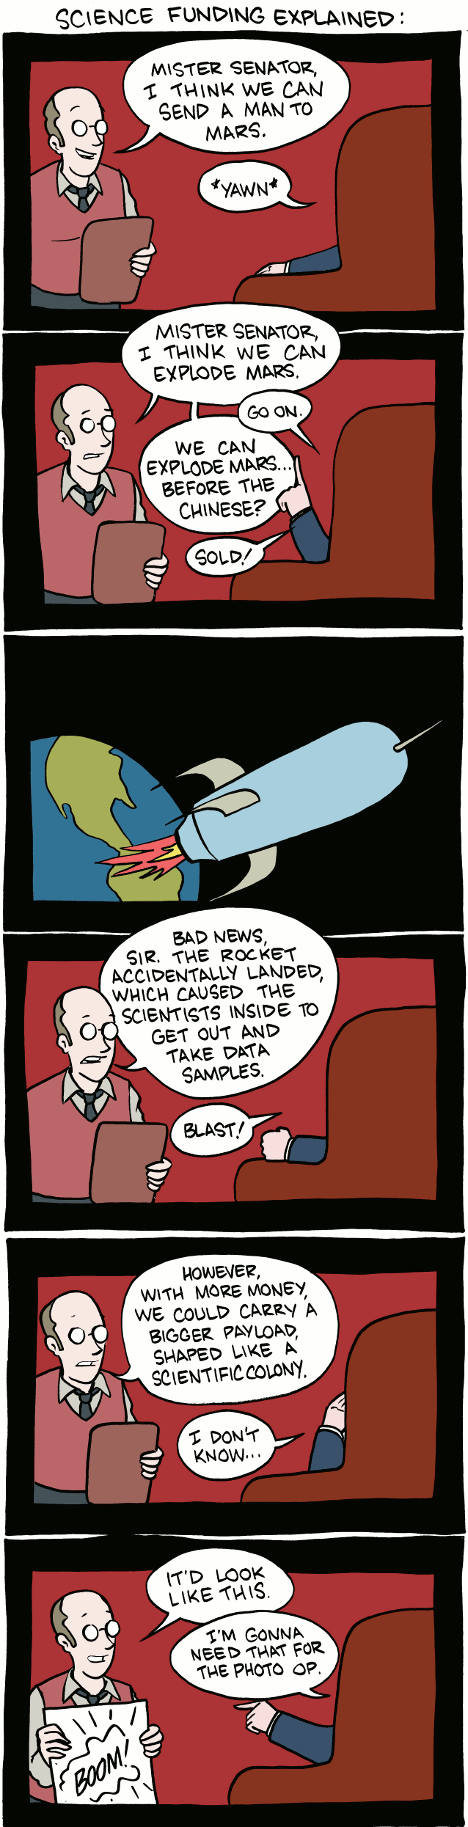 SCIENCE FUNDING EXPLAINED:
MISTER SENATOR,
I THINK WE CAN
SEND A MAN TO
MARS.
*YAWN*
MISTER SENATOR,
I THINK WE CAN
EXPLODE MARS.
GO ON.
WE CAN
EXPLODE MARS...
BEFORE THE
CHINESE?
SOLD!
BAD NEWS,
SIR. THE ROCKET
ACCIDENTALLY LANDED,
WHICH CAUSED THE
SCIENTISTS INSIDE TO
GET OUT AND
TAKE DATA
SAMPLES.
BLAST!
HOWEVER,
WITH MORE MONEY,
WE COULD CARRY A
BIGGER PAYLOAD,
SHAPED LIKE A
SCIENTIFIC COLONY.
I DON'T
KNOW...
IT'D LOOK
LIKE THIS.
I'M GONNA
NEED THAT FOR
THE PHOTO OP.
BOOM!